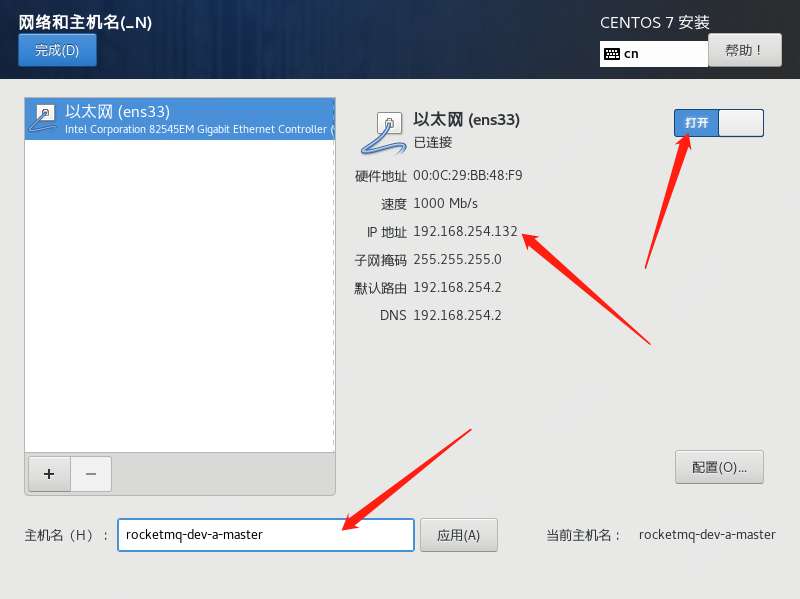 网络和主机名(_N)
CENTOS 7 安装
完成(D)
cn
帮助！
以太网 (ens33)
Intel Corporation 82545EM Gigabit Ethernet Controller (
以太网 (ens33)
已连接
打开
硬件地址 00:0C:29:BB:48:F9
速度 1000 Mb/s
IP 地址 192.168.254.132
子网掩码 255.255.255.0
默认路由 192.168.254.2
DNS 192.168.254.2
+ −
配置(O)...
主机名（H）： rocketmq-dev-a-master 应用(A) 当前主机名： rocketmq-dev-a-master